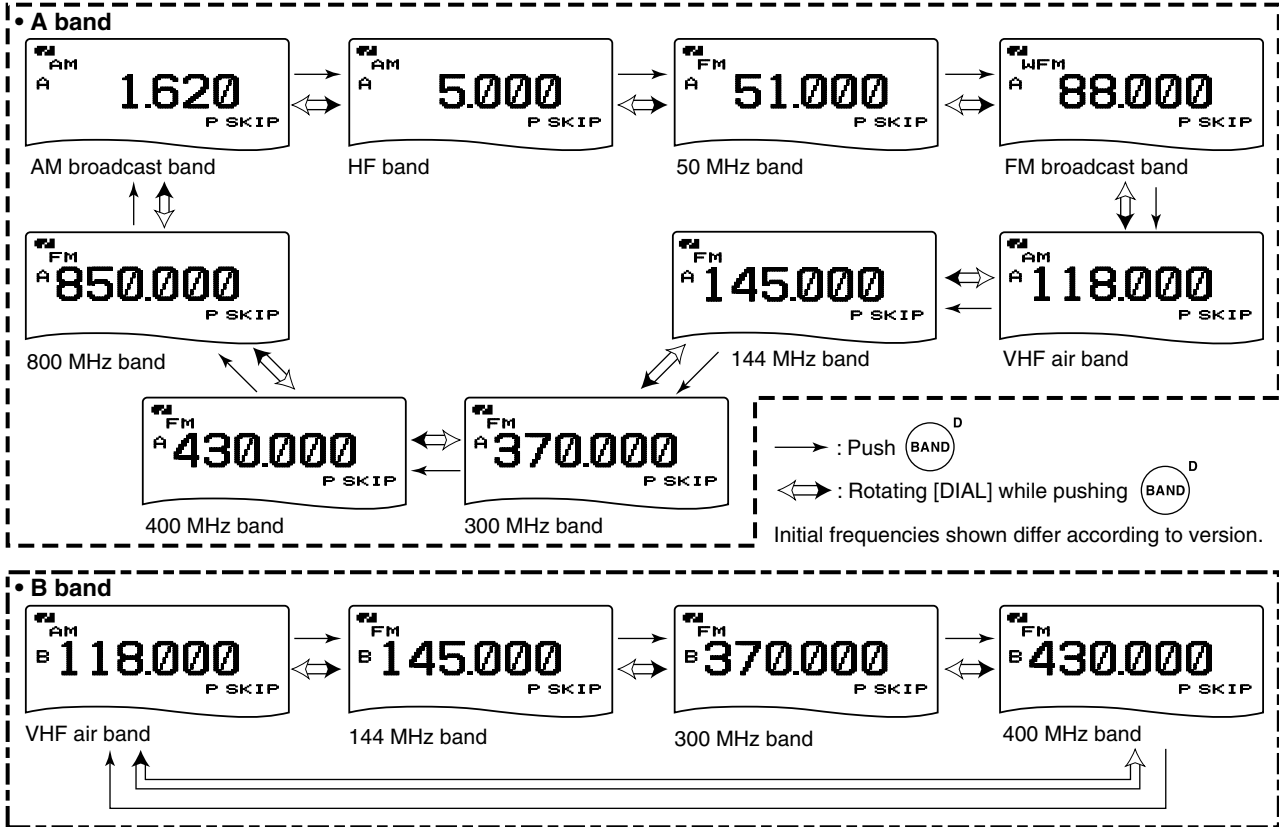 • A band
AM
A 1.620
P SKIP
AM broadcast band
AM
A 5.000
P SKIP
HF band
FM
A 51.000
P SKIP
50 MHz band
WFM
A 88.000
P SKIP
FM broadcast band
FM
A 850.000
P SKIP
800 MHz band
FM
A 145.000
P SKIP
144 MHz band
AM
A 118.000
P SKIP
VHF air band
FM
A 430.000
P SKIP
400 MHz band
FM
A 370.000
P SKIP
300 MHz band
: Push BAND D
: Rotating [DIAL] while pushing BAND D
Initial frequencies shown differ according to version.
• B band
AM
B 118.000
P SKIP
VHF air band
FM
B 145.000
P SKIP
144 MHz band
FM
B 370.000
P SKIP
300 MHz band
FM
B 430.000
P SKIP
400 MHz band